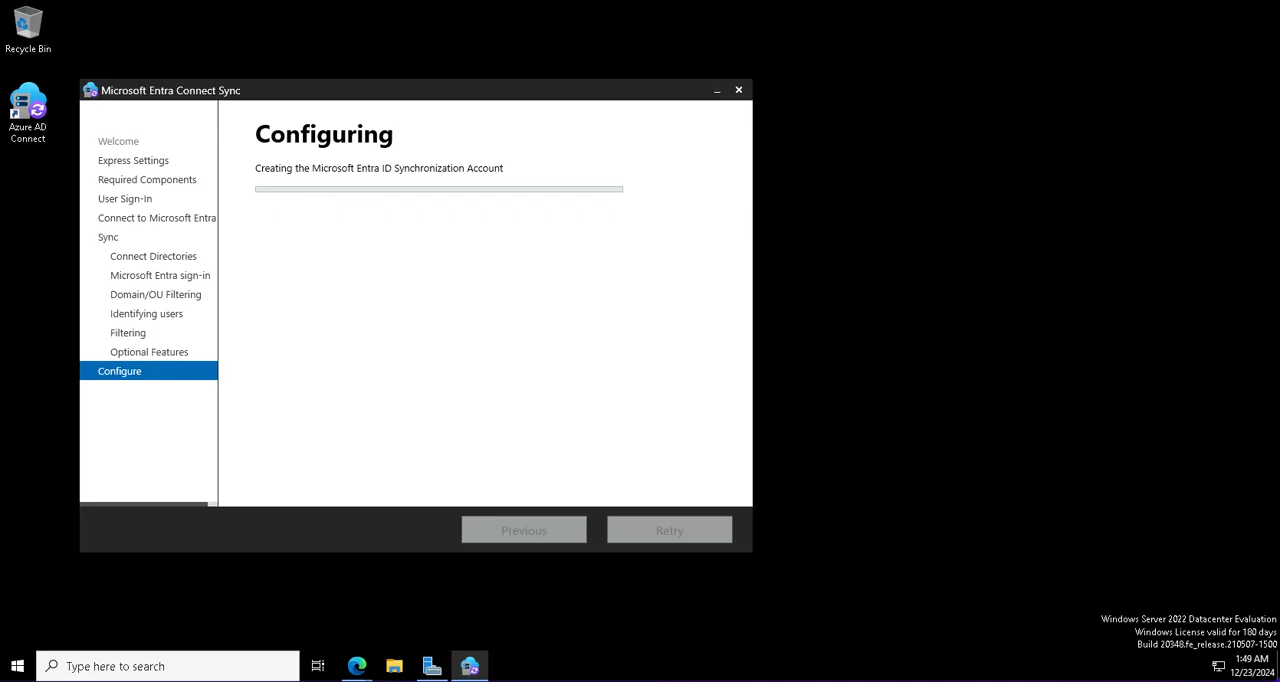 Recycle Bin
Azure AD
Connect
Microsoft Entra Connect Sync
Welcome
Express Settings
Required Components
User Sign-In
Connect to Microsoft Entra
Sync
Connect Directories
Microsoft Entra sign-in
Domain/OU Filtering
Identifying users
Filtering
Optional Features
Configure
Configuring
Creating the Microsoft Entra ID Synchronization Account
Previous
Retry
Windows Server 2022 Datacenter Evaluation
Windows License valid for 180 days
Build 20348.fe_release.210507-1500
Type here to search
1:49 AM
12/23/2024